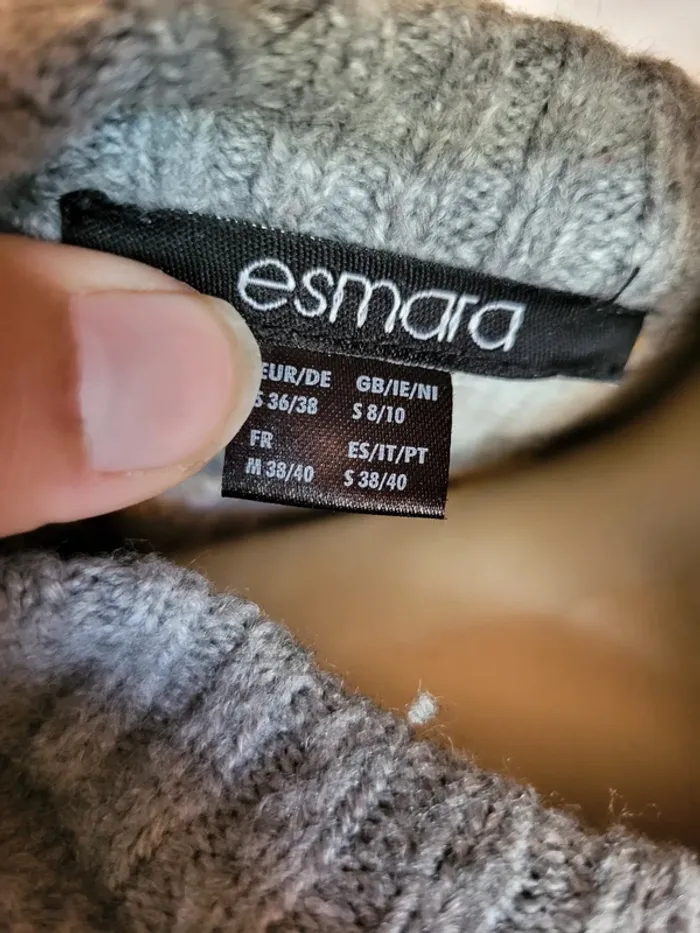 esmara
EUR/DE GB/IE/NI
S 36/38 S 8/10
FR ES/IT/PT
M 38/40 S 38/40